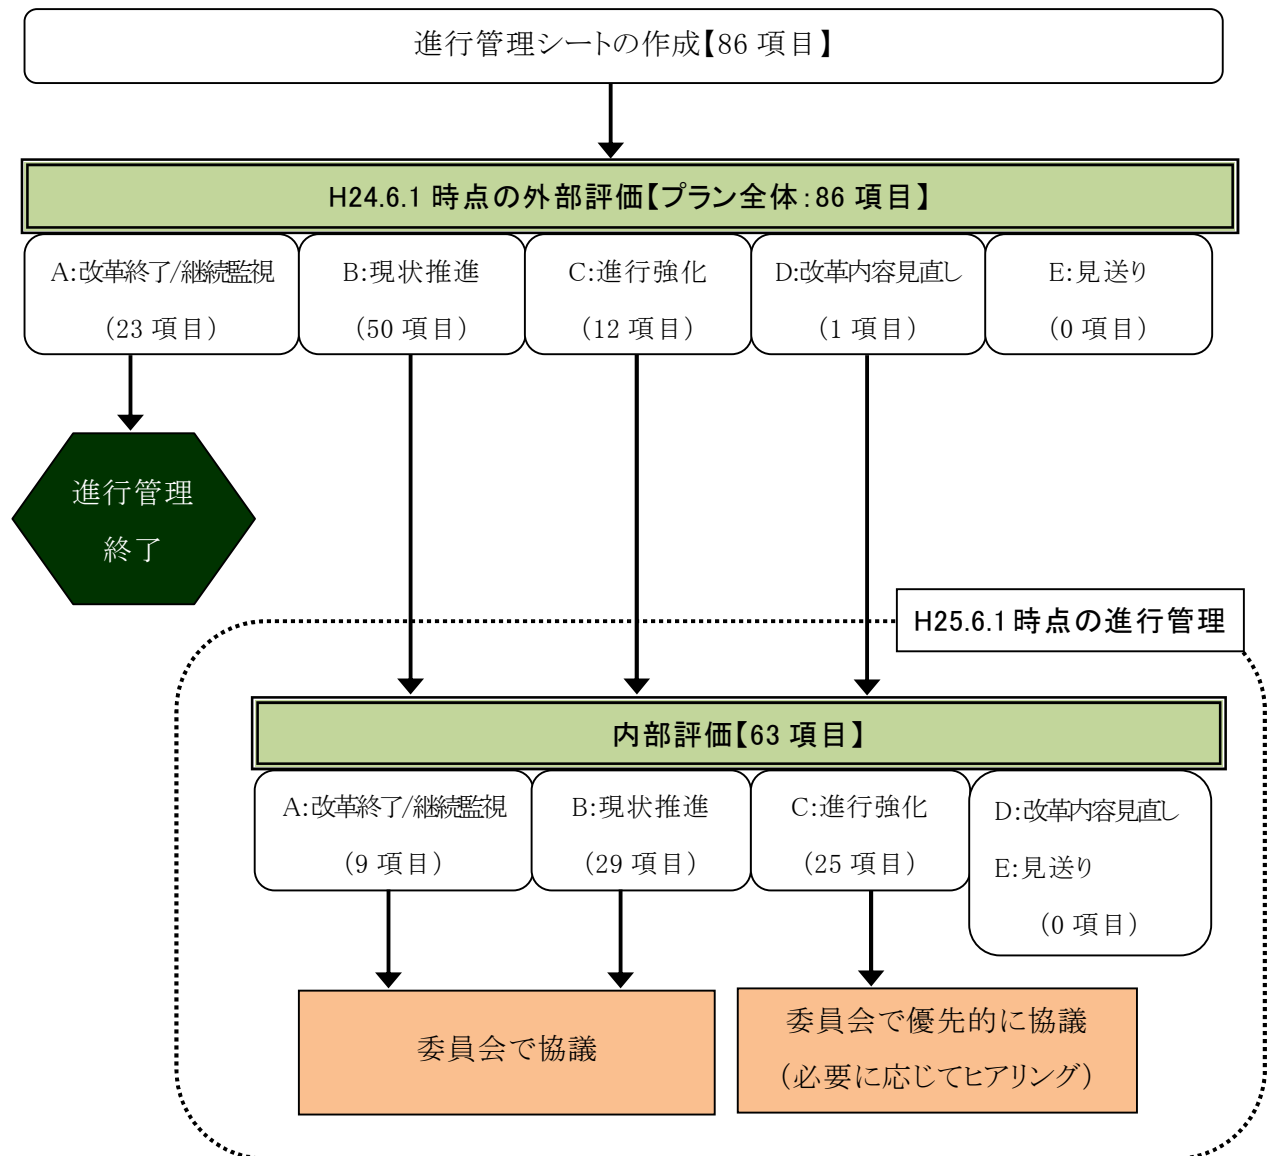 進行管理シートの作成【86 項目】
H24.6.1 時点の外部評価【プラン全体:86 項目】
A:改革終了/継続監視
(23 項目)
B:現状推進
(50 項目)
C:進行強化
(12 項目)
D:改革内容見直し
(1 項目)
E:見送り
(0 項目)
進行管理
終了
H25.6.1 時点の進行管理
内部評価【63 項目】
A:改革終了/継続監視
(9 項目)
B:現状推進
(29 項目)
C:進行強化
(25 項目)
D:改革内容見直し
E:見送り
(0 項目)
委員会で協議
委員会で優先的に協議
(必要に応じてヒアリング)